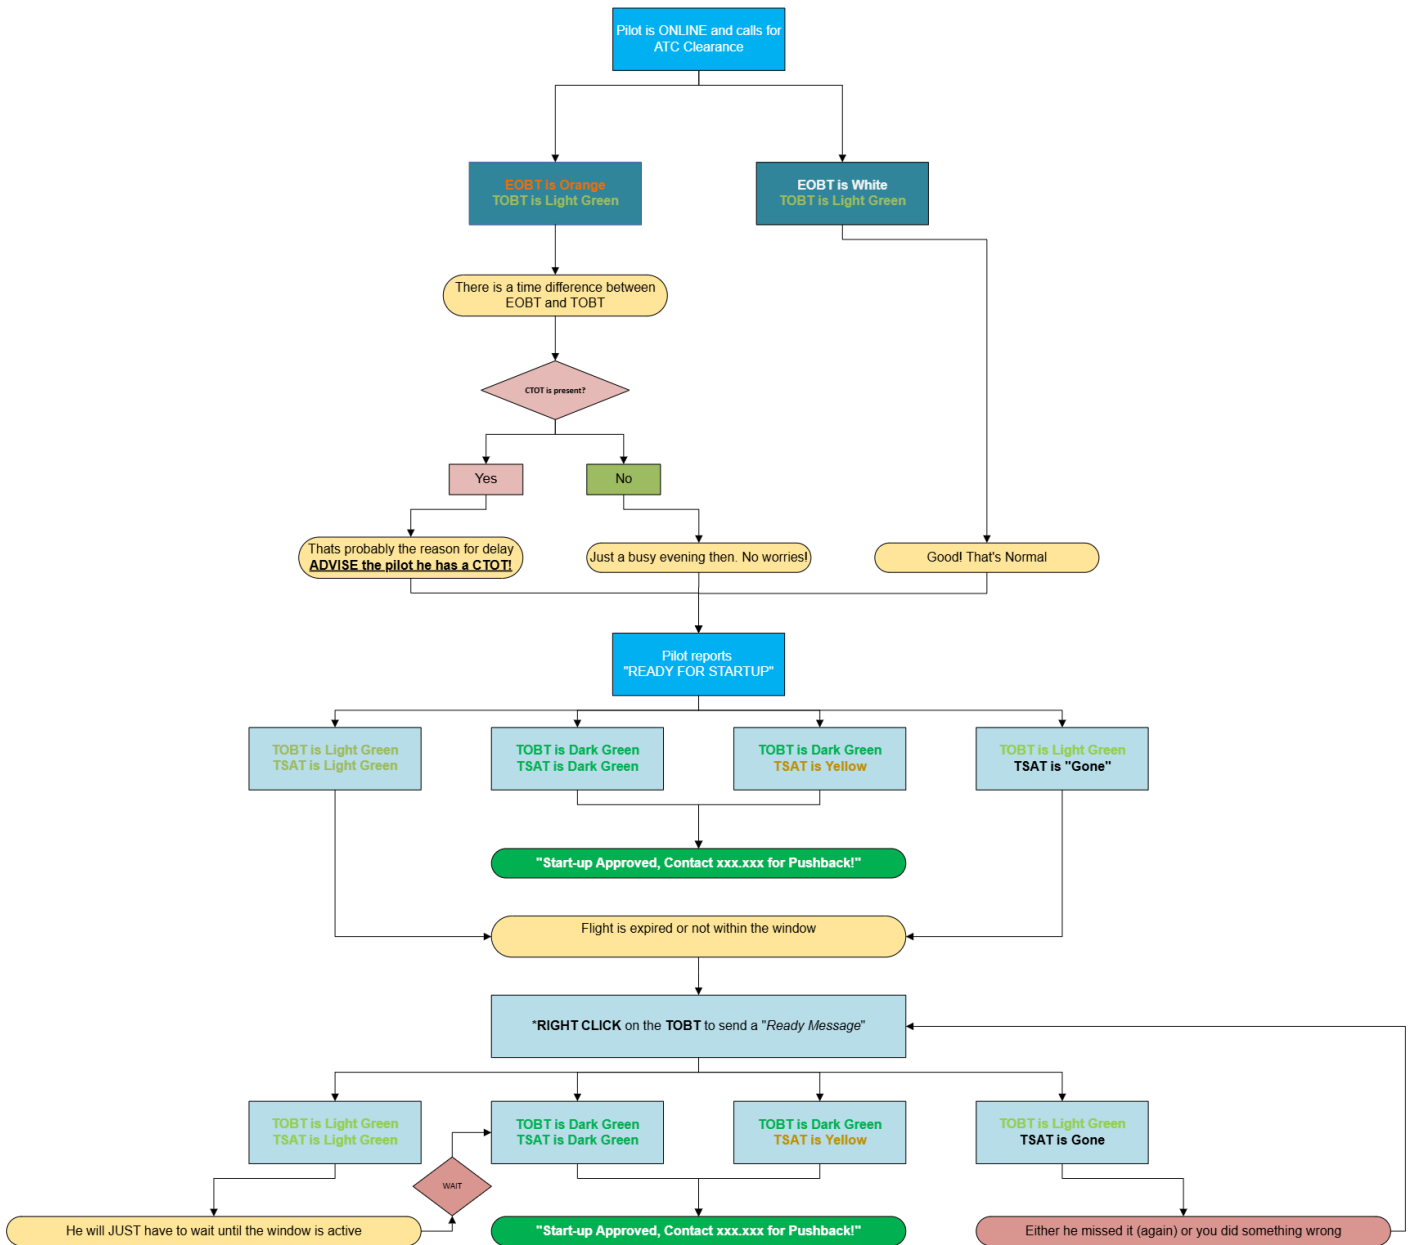 Pilot is ONLINE and calls for
ATC Clearance
EOBT is Orange
TOBT is Light Green
EOBT is White
TOBT is Light Green
There is a time difference between
EOBT and TOBT
CTOT is present?
Yes
No
Thats probably the reason for delay
ADVISE the pilot he has a CTOT!
Just a busy evening then. No worries!
Good! That's Normal
Pilot reports
"READY FOR STARTUP"
TOBT is Light Green
TSAT is Light Green
TOBT is Dark Green
TSAT is Dark Green
TOBT is Dark Green
TSAT is Yellow
TOBT is Light Green
TSAT is "Gone"
"Start-up Approved, Contact xxx.xxx for Pushback!"
Flight is expired or not within the window
*RIGHT CLICK on the TOBT to send a "Ready Message"
TOBT is Light Green
TSAT is Light Green
TOBT is Dark Green
TSAT is Dark Green
TOBT is Dark Green
TSAT is Yellow
TOBT is Light Green
TSAT is Gone
WAIT
He will JUST have to wait until the window is active
"Start-up Approved, Contact xxx.xxx for Pushback!"
Either he missed it (again) or you did something wrong